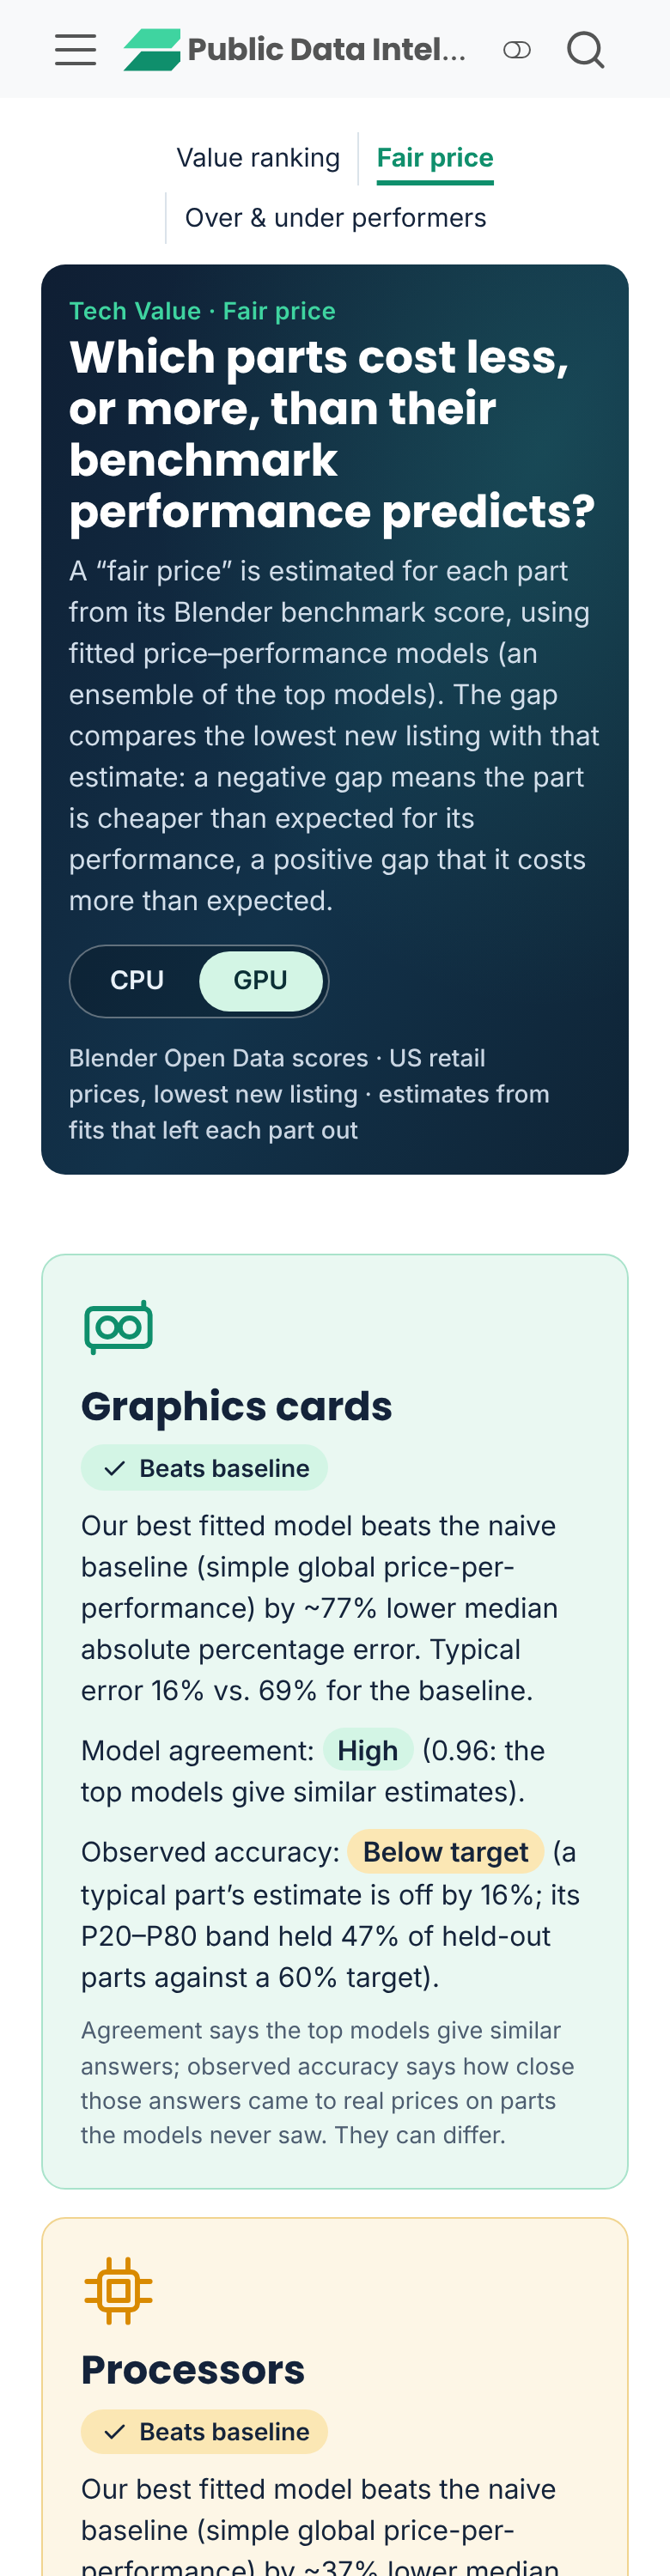 Public Data Intel...
Value ranking
Fair price
Over & under performers
Tech Value · Fair price
Which parts cost less,
or more, than their
benchmark
performance predicts?
A “fair price” is estimated for each part
from its Blender benchmark score, using
fitted price–performance models (an
ensemble of the top models). The gap
compares the lowest new listing with that
estimate: a negative gap means the part
is cheaper than expected for its
performance, a positive gap that it costs
more than expected.
CPU
GPU
Blender Open Data scores · US retail
prices, lowest new listing · estimates from
fits that left each part out
Graphics cards
Beats baseline
Our best fitted model beats the naive
baseline (simple global price-per-
performance) by ~77% lower median
absolute percentage error. Typical
error 16% vs. 69% for the baseline.
Model agreement: High (0.96: the
top models give similar estimates).
Observed accuracy: Below target (a
typical part’s estimate is off by 16%; its
P20–P80 band held 47% of held-out
parts against a 60% target).
Agreement says the top models give similar
answers; observed accuracy says how close
those answers came to real prices on parts
the models never saw. They can differ.
Processors
Beats baseline
Our best fitted model beats the naive
baseline (simple global price-per-
performance) by ~37% lower median